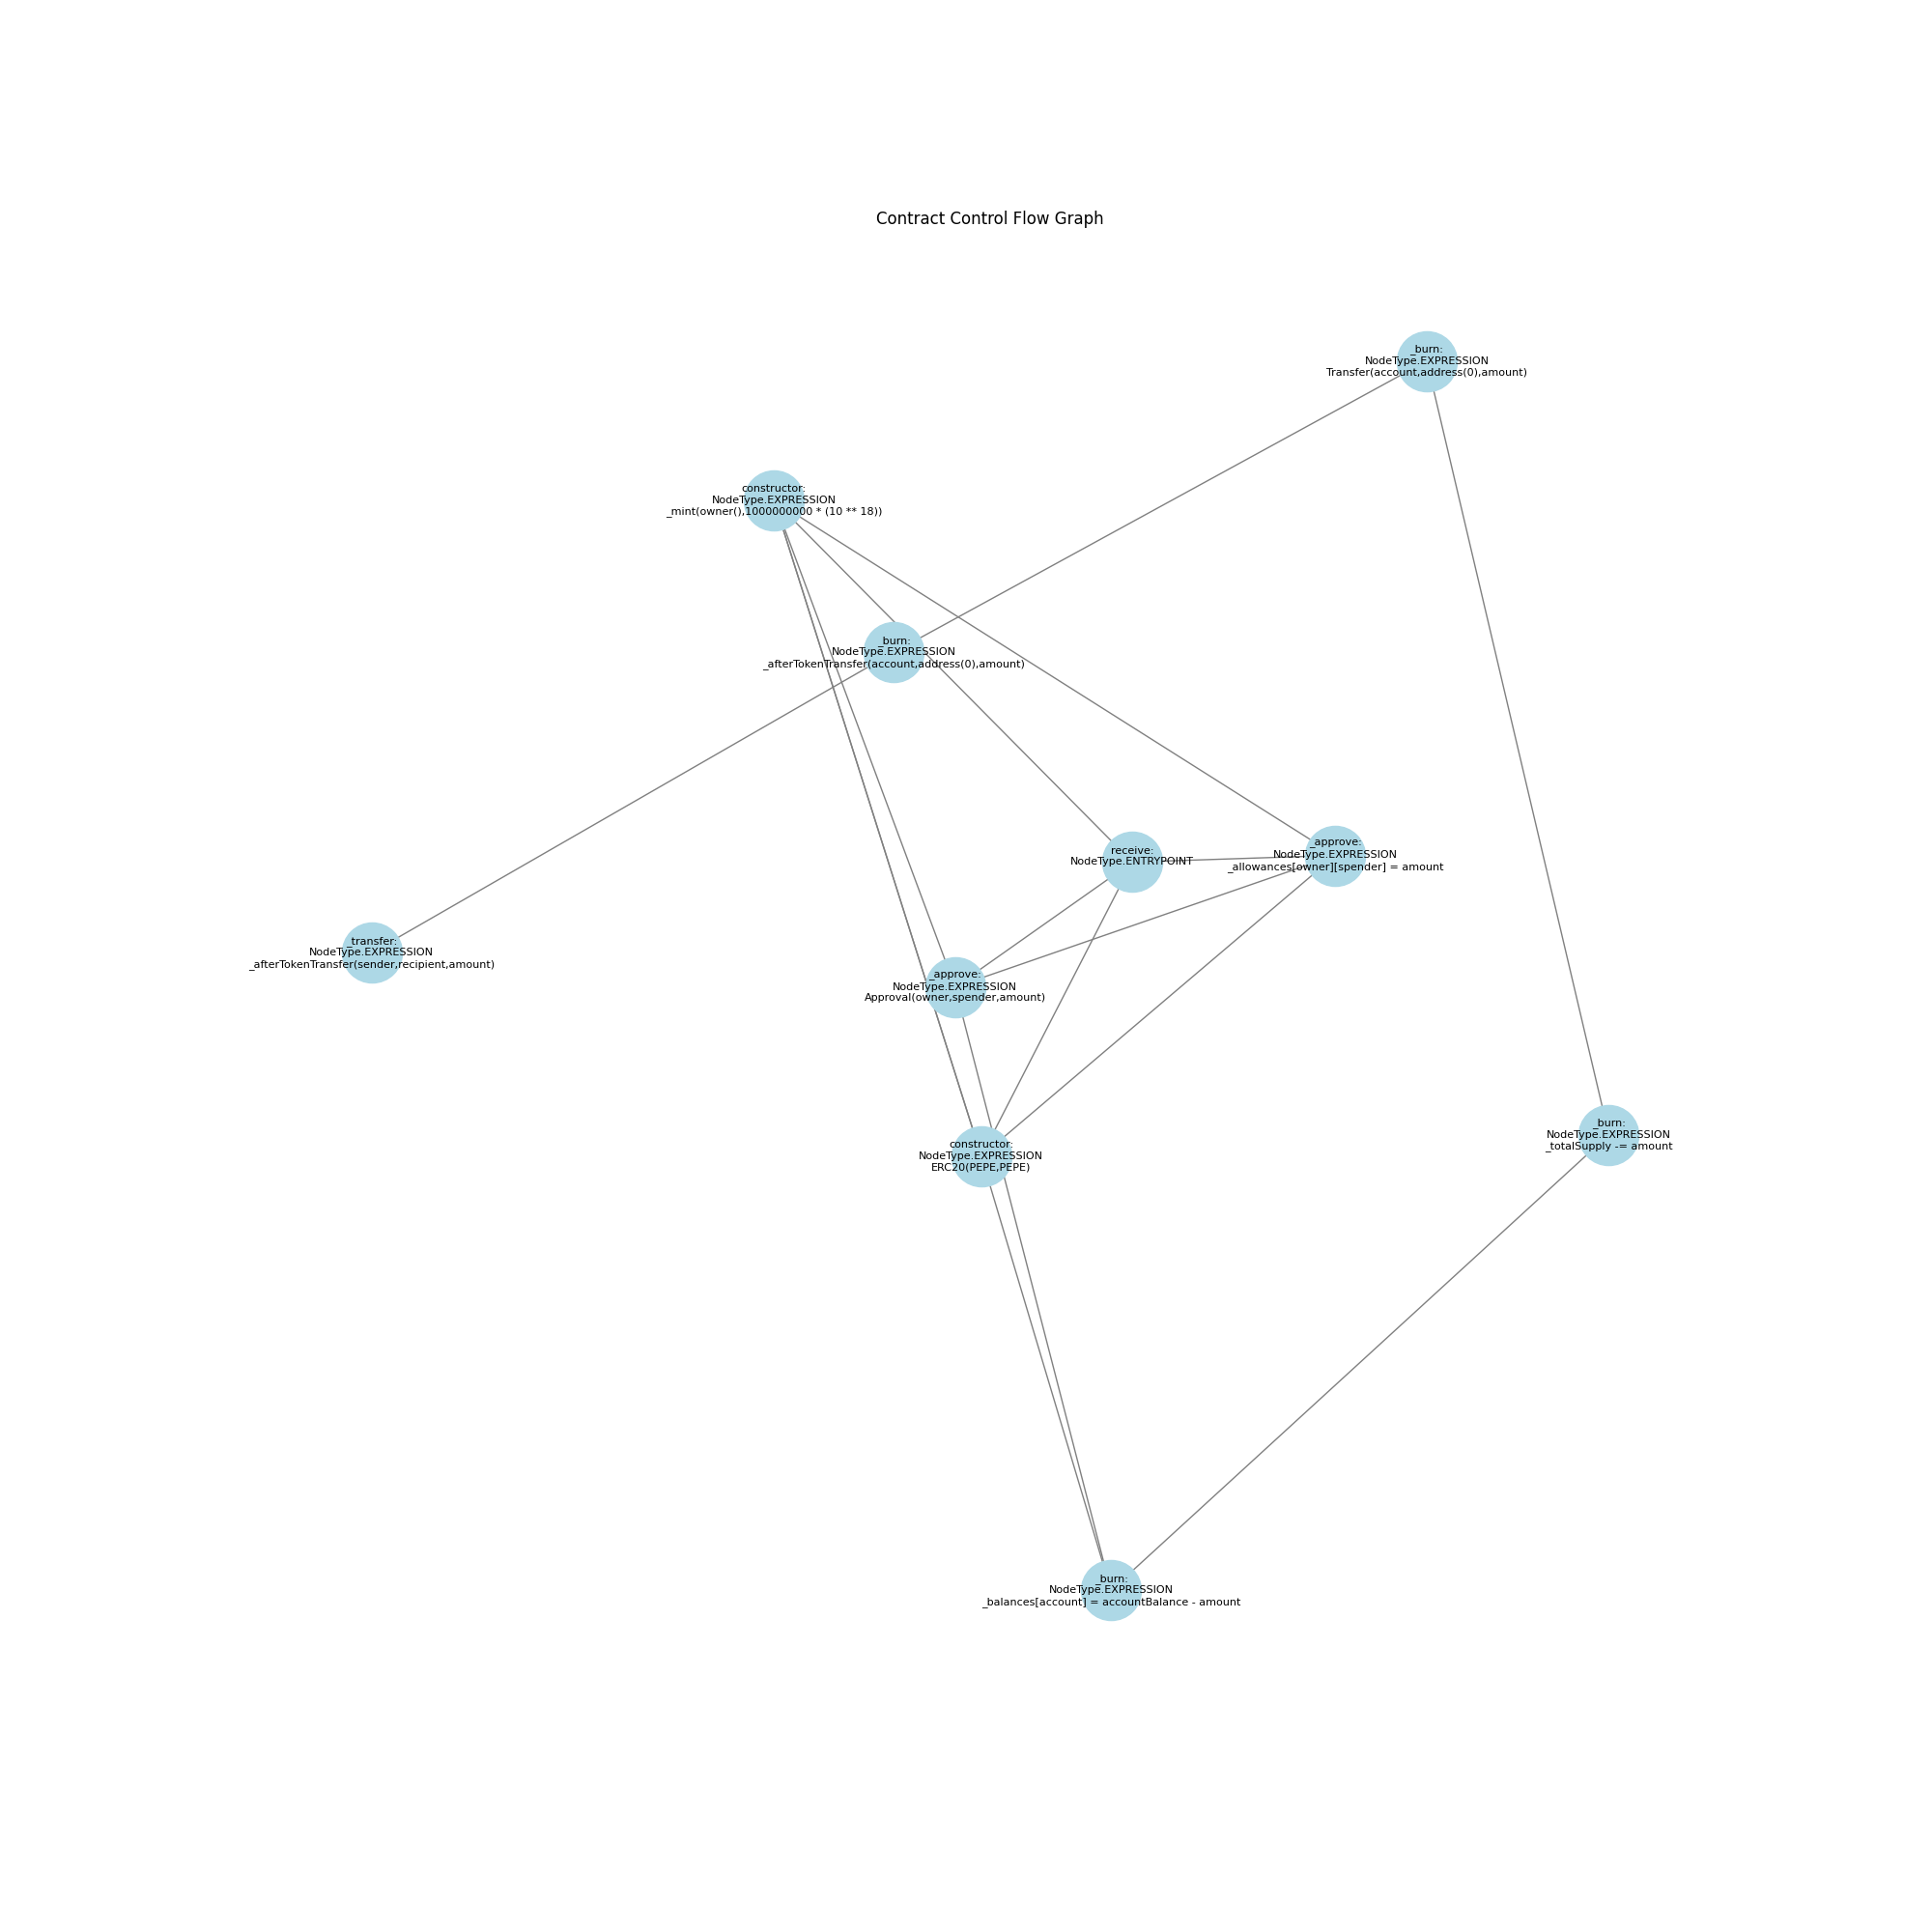 Contract Control Flow Graph
_burn:
NodeType.EXPRESSION
Transfer(account,address(0),amount)
constructor:
NodeType.EXPRESSION
_mint(owner(),1000000000 * (10 ** 18))
_burn:
NodeType.EXPRESSION
_afterTokenTransfer(account,address(0),amount)
receive:
NodeType.ENTRYPOINT
_approve:
NodeType.EXPRESSION
_allowances[owner][spender] = amount
_transfer:
NodeType.EXPRESSION
_afterTokenTransfer(sender,recipient,amount)
_approve:
NodeType.EXPRESSION
Approval(owner,spender,amount)
constructor:
NodeType.EXPRESSION
ERC20(PEPE,PEPE)
_burn:
NodeType.EXPRESSION
_totalSupply -= amount
_burn:
NodeType.EXPRESSION
_balances[account] = accountBalance - amount